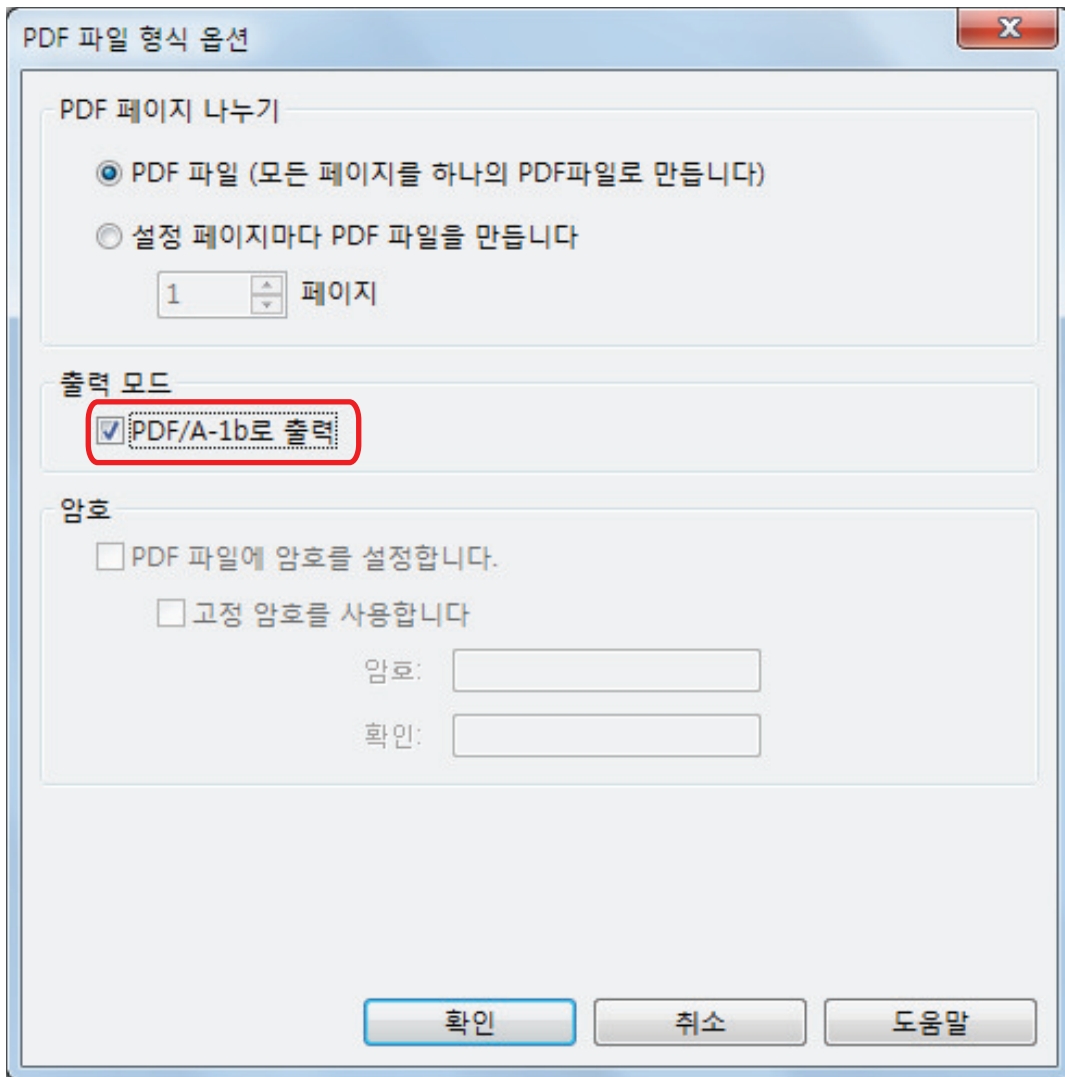 PDF 파일 형식 옵션
PDF 페이지 나누기
PDF 파일 (모든 페이지를 하나의 PDF파일로 만듭니다)
설정 페이지마다 PDF 파일을 만듭니다
1 페이지
출력 모드
PDF/A-1b로 출력
암호
PDF 파일에 암호를 설정합니다.
고정 암호를 사용합니다
암호:
확인:
확인 취소 도움말